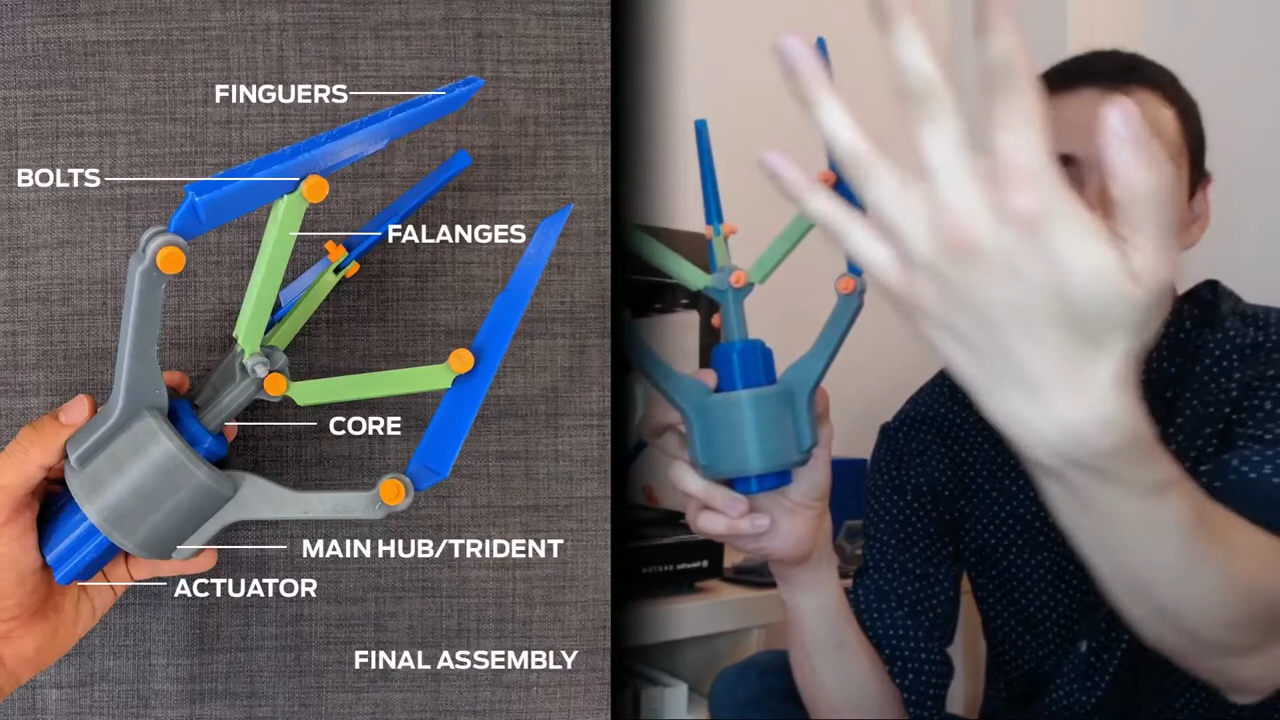 FINGUERS
BOLTS
FALANGES
CORE
MAIN HUB/TRIDENT
ACTUATOR
FINAL ASSEMBLY